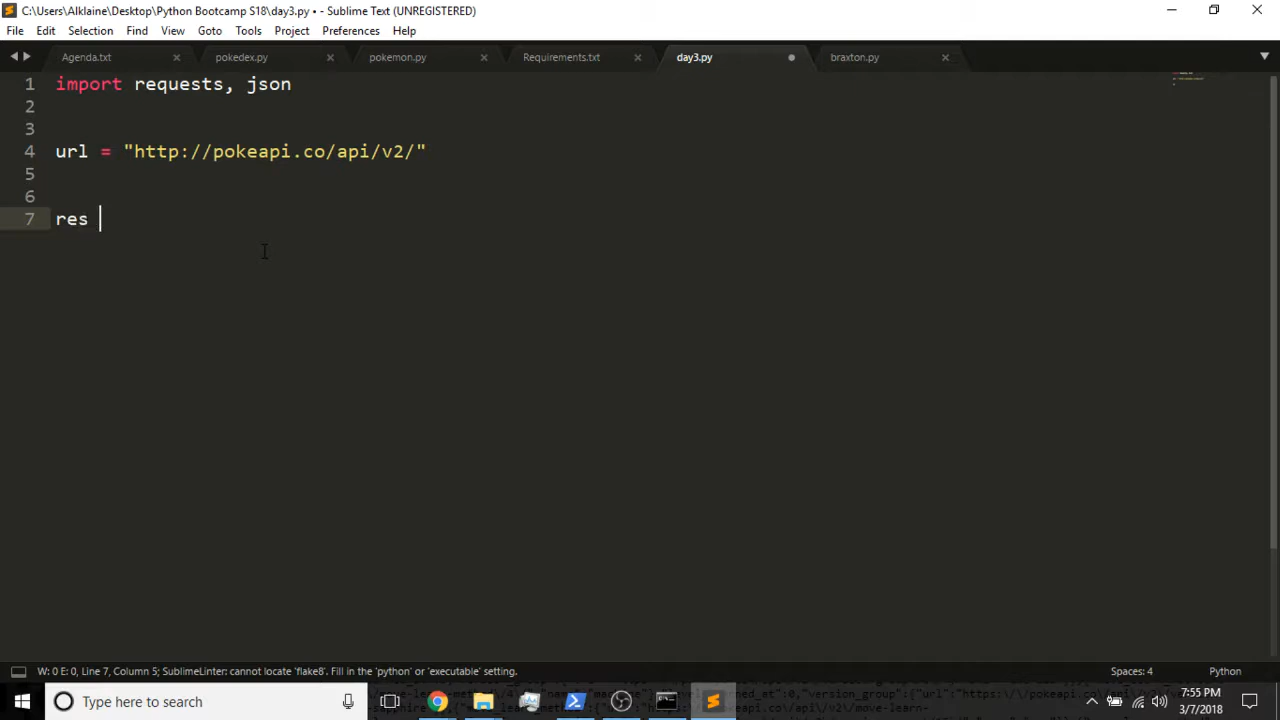 C:\Users\Alklaine\Desktop\Python Bootcamp S18\day3.py • - Sublime Text (UNREGISTERED)
File Edit Selection Find View Goto Tools Project Preferences Help
Agenda.txt pokedex.py pokemon.py Requirements.txt day3.py braxton.py
1 import requests, json
2
3
4 url = "http://pokeapi.co/api/v2/"
5
6
7 res
W: 0 E: 0, Line 7, Column 5; SublimeLinter: cannot locate 'flake8'. Fill in the 'python' or 'executable' setting. Spaces: 4 Python
Type here to search
7:55 PM
3/7/2018